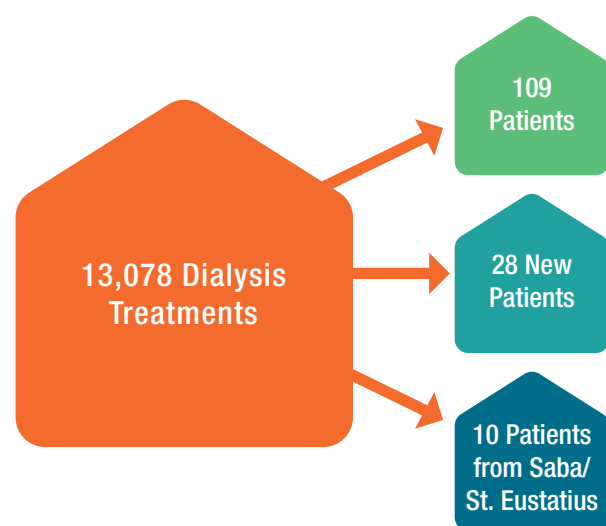 13,078 Dialysis
Treatments
109
Patients
28 New
Patients
10 Patients
from Saba/
St. Eustatius